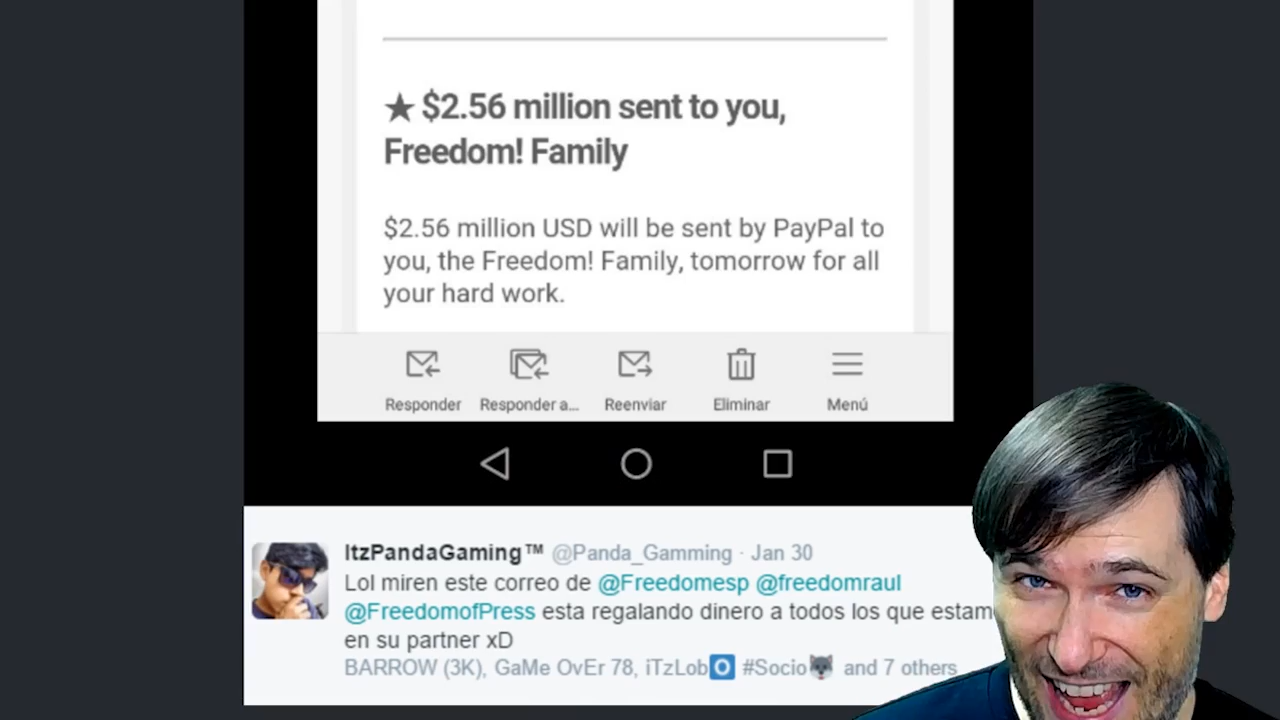 ★ $2.56 million sent to you,
Freedom! Family
$2.56 million USD will be sent by PayPal to
you, the Freedom! Family, tomorrow for all
your hard work.
Responder Responder a... Reenviar Eliminar Menú
ItzPandaGaming™ @Panda_Gamming · Jan 30
Lol miren este correo de @Freedomesp @freedomraul
@FreedomofPress esta regalando dinero a todos los que estam
en su partner xD
BARROW (3K), GaMe OvEr 78, iTzLob🅾 #Socio🐺 and 7 others